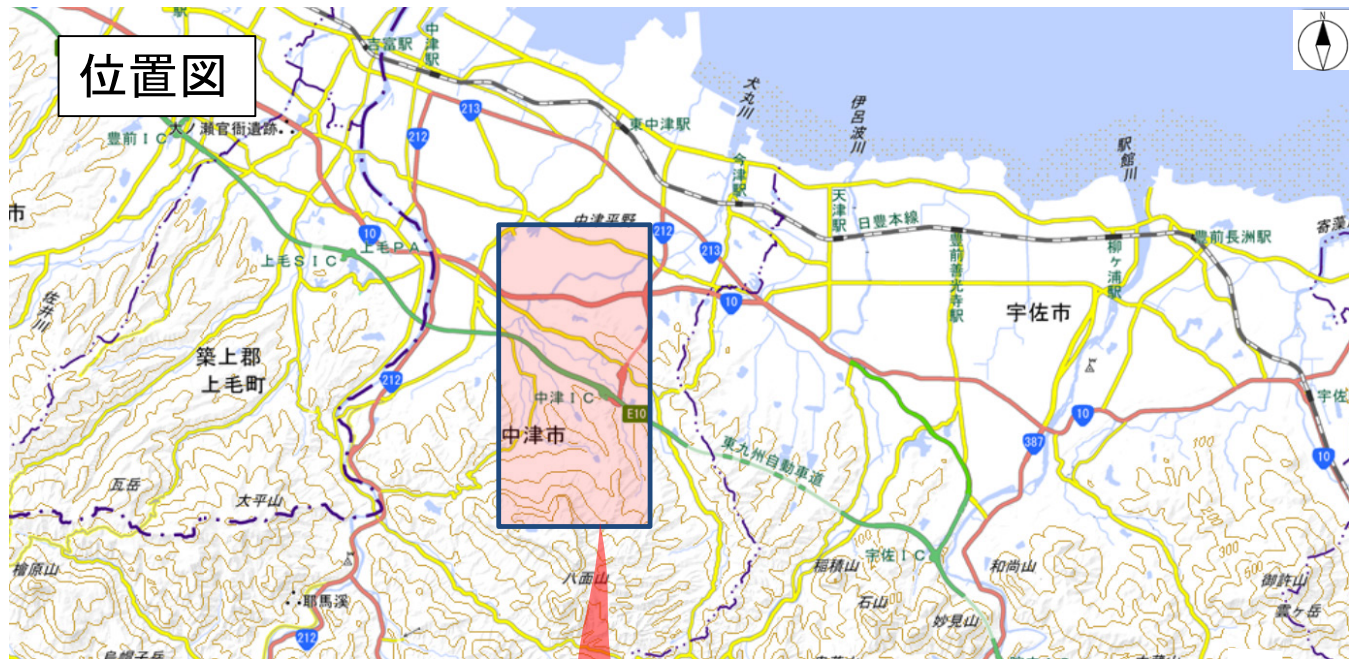 位置図
N
駅
吉富駅
中津駅
213
大ノ瀬官衙遺跡
豊前IC
212
東中津駅
犬丸川
伊呂波川
駅館川
今津駅
天津駅
日豊本線
市
10
上毛PA
上毛SIC
中津平野
212
213
豊前善光寺駅
柳ヶ浦駅
豊前長洲駅
寄藻
佐井川
10
宇佐市
築上郡
上毛町
212
中津IC
E10
宇佐
中津市
387
10
100
東九州自動車道
10
瓦岳
大平山
宇佐IC
稲積山
100
和尚山
300
檜原山
八面山
石山
御許山
耶馬溪
妙見山
雲ヶ岳
212